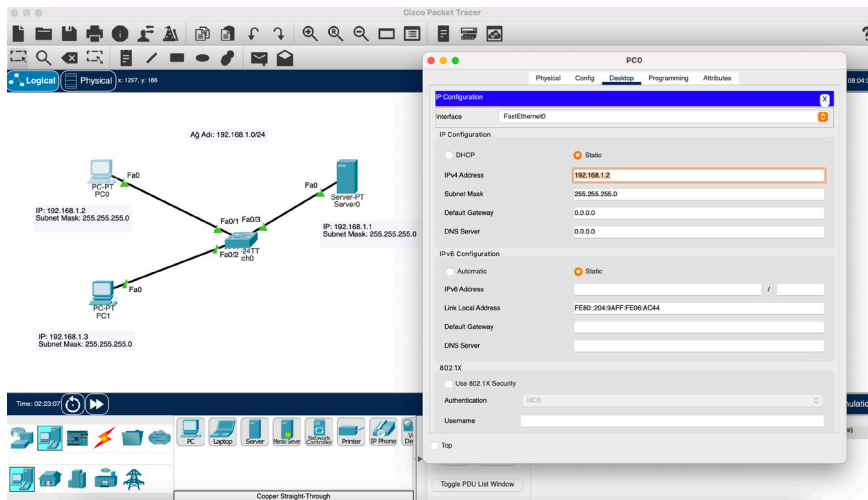 Cisco Packet Tracer
Logical
Physical
x: 1297, y: 186
08:04:
Ağ Adı: 192.168.1.0/24
Fa0
PC-PT
PC0
IP: 192.168.1.2
Subnet Mask: 255.255.255.0
Fa0
Server-PT
Server0
IP: 192.168.1.1
Subnet Mask: 255.255.255.0
Fa0/1
Fa0/3
Fa0/2
-24TT
Fa0
PC-PT
PC1
IP: 192.168.1.3
Subnet Mask: 255.255.255.0
PC0
Physical
Config
Desktop
Programming
Attributes
IP Configuration
X
Interface
FastEthernet0
IP Configuration
DHCP
Static
IPv4 Address
192.168.1.2
Subnet Mask
255.255.255.0
Default Gateway
0.0.0.0
DNS Server
0.0.0.0
IPv6 Configuration
Automatic
Static
IPv6 Address
/
Link Local Address
FE80::204:9AFF:FE06:AC44
Default Gateway
DNS Server
802.1X
Use 802.1X Security
Authentication
MD5
Username
Top
Time: 02:23:07
PC
Laptop
Server
Meraki Server
Network Controller
Printer
IP Phone
Copper Straight-Through
Toggle PDU List Window